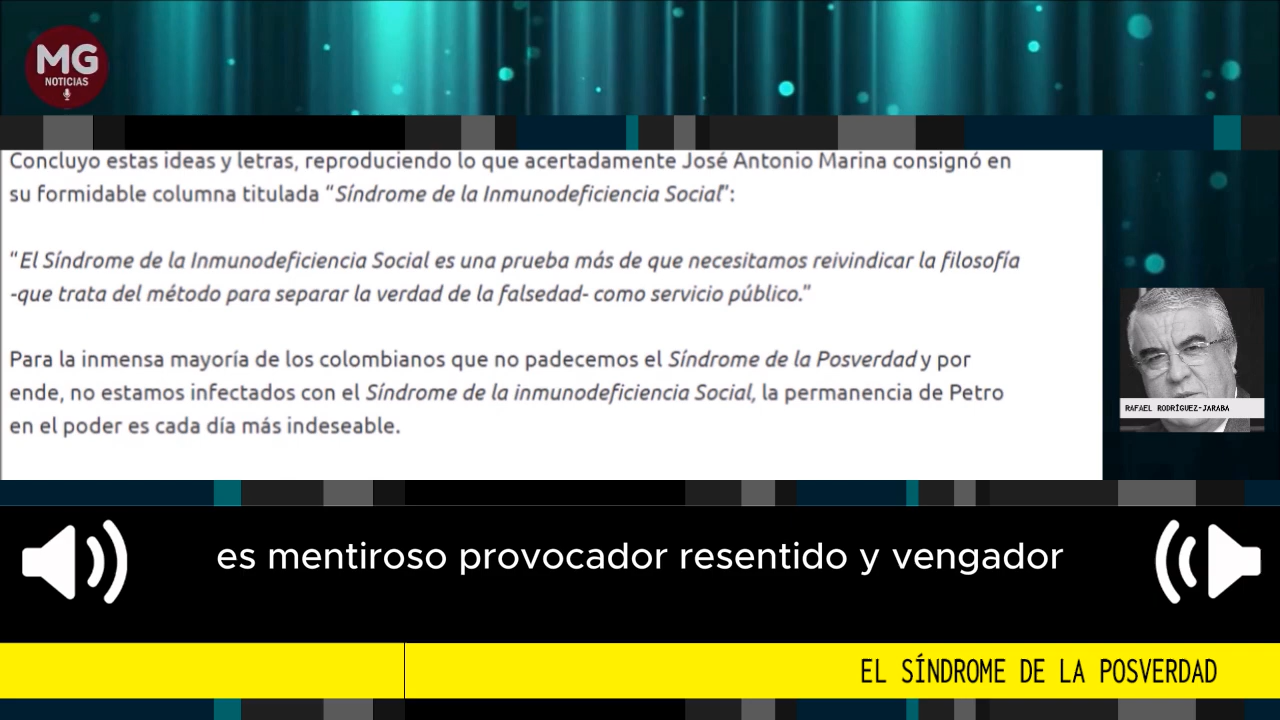 MG
NOTICIAS
Concluyo estas ideas y letras, reproduciendo lo que acertadamente José Antonio Marina consignó en
su formidable columna titulada “Síndrome de la Inmunodeficiencia Social”:
“El Síndrome de la Inmunodeficiencia Social es una prueba más de que necesitamos reivindicar la filosofía
-que trata del método para separar la verdad de la falsedad- como servicio público.”
Para la inmensa mayoría de los colombianos que no padecemos el Síndrome de la Posverdad y por
ende, no estamos infectados con el Síndrome de la inmunodeficiencia Social, la permanencia de Petro
en el poder es cada día más indeseable.
RAFAEL RODRÍGUEZ-JARABA
es mentiroso provocador resentido y vengador
EL SÍNDROME DE LA POSVERDAD